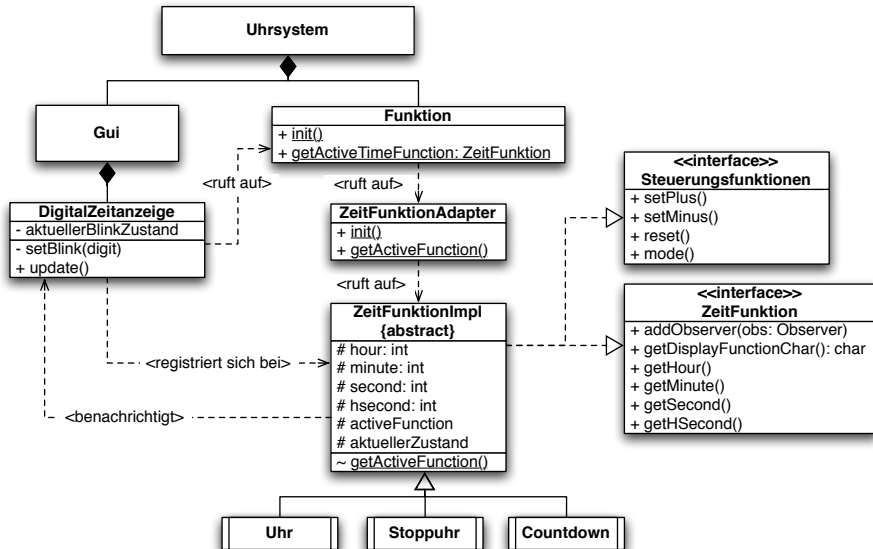 Uhrsystem
Gui
Funktion
+ init()
+ getActiveTimeFunction: ZeitFunktion
<ruft auf>
<ruft auf>
DigitalZeitanzeige
- aktuellerBlinkZustand
- setBlink(digit)
+ update()
ZeitFunktionAdapter
+ init()
+ getActiveFunction()
<ruft auf>
<<interface>>
Steuerungsfunktionen
+ setPlus()
+ setMinus()
+ reset()
+ mode()
ZeitFunktionImpl
{abstract}
# hour: int
# minute: int
# second: int
# hsecond: int
# activeFunction
# aktuellerZustand
~ getActiveFunction()
<registriert sich bei>
<benachrichtigt>
<<interface>>
ZeitFunktion
+ addObserver(obs: Observer)
+ getDisplayFunctionChar(): char
+ getHour()
+ getMinute()
+ getSecond()
+ getHSecond()
Uhr
Stoppuhr
Countdown